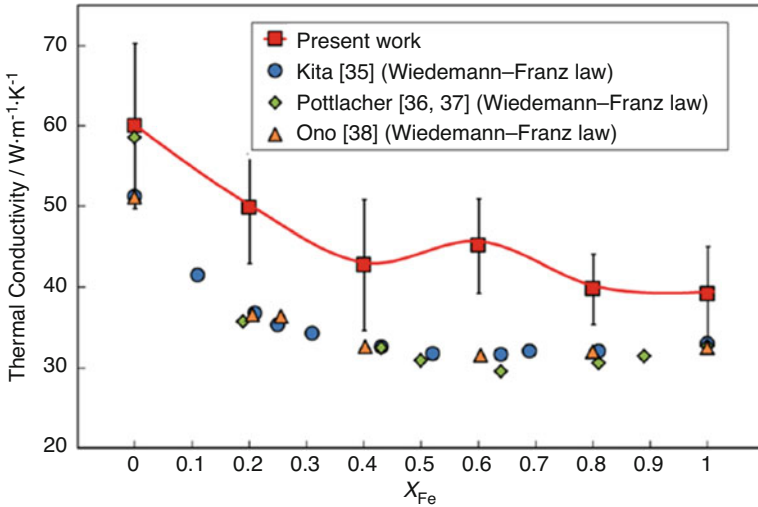 70
60
50
40
30
20
Thermal Conductivity / W·m⁻¹·K⁻¹
Present work
Kita [35] (Wiedemann–Franz law)
Pottlacher [36, 37] (Wiedemann–Franz law)
Ono [38] (Wiedemann–Franz law)
0 0.1 0.2 0.3 0.4 0.5 0.6 0.7 0.8 0.9 1
X_Fe